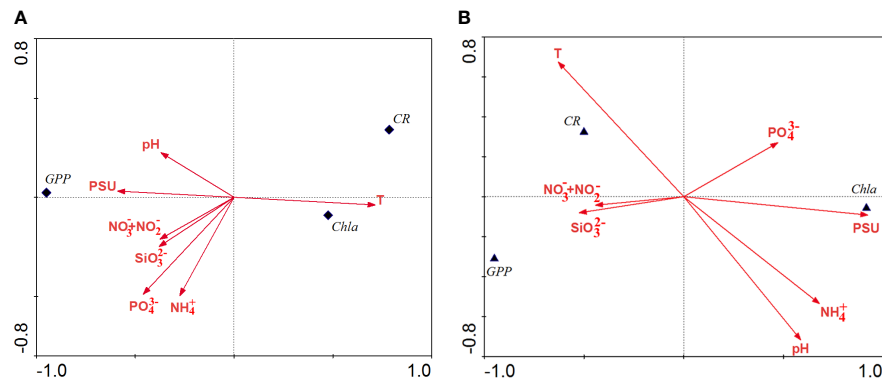 A
0.8
-0.8
-1.0
1.0
CR
pH
GPP
PSU
T
Chla
NO₃⁻+NO₂⁻
SiO₃²⁻
PO₄³⁻
NH₄⁺
B
0.8
-0.8
-1.0
1.0
T
CR
PO₄³⁻
NO₃⁻+NO₂⁻
Chla
SiO₃²⁻
PSU
GPP
NH₄⁺
pH